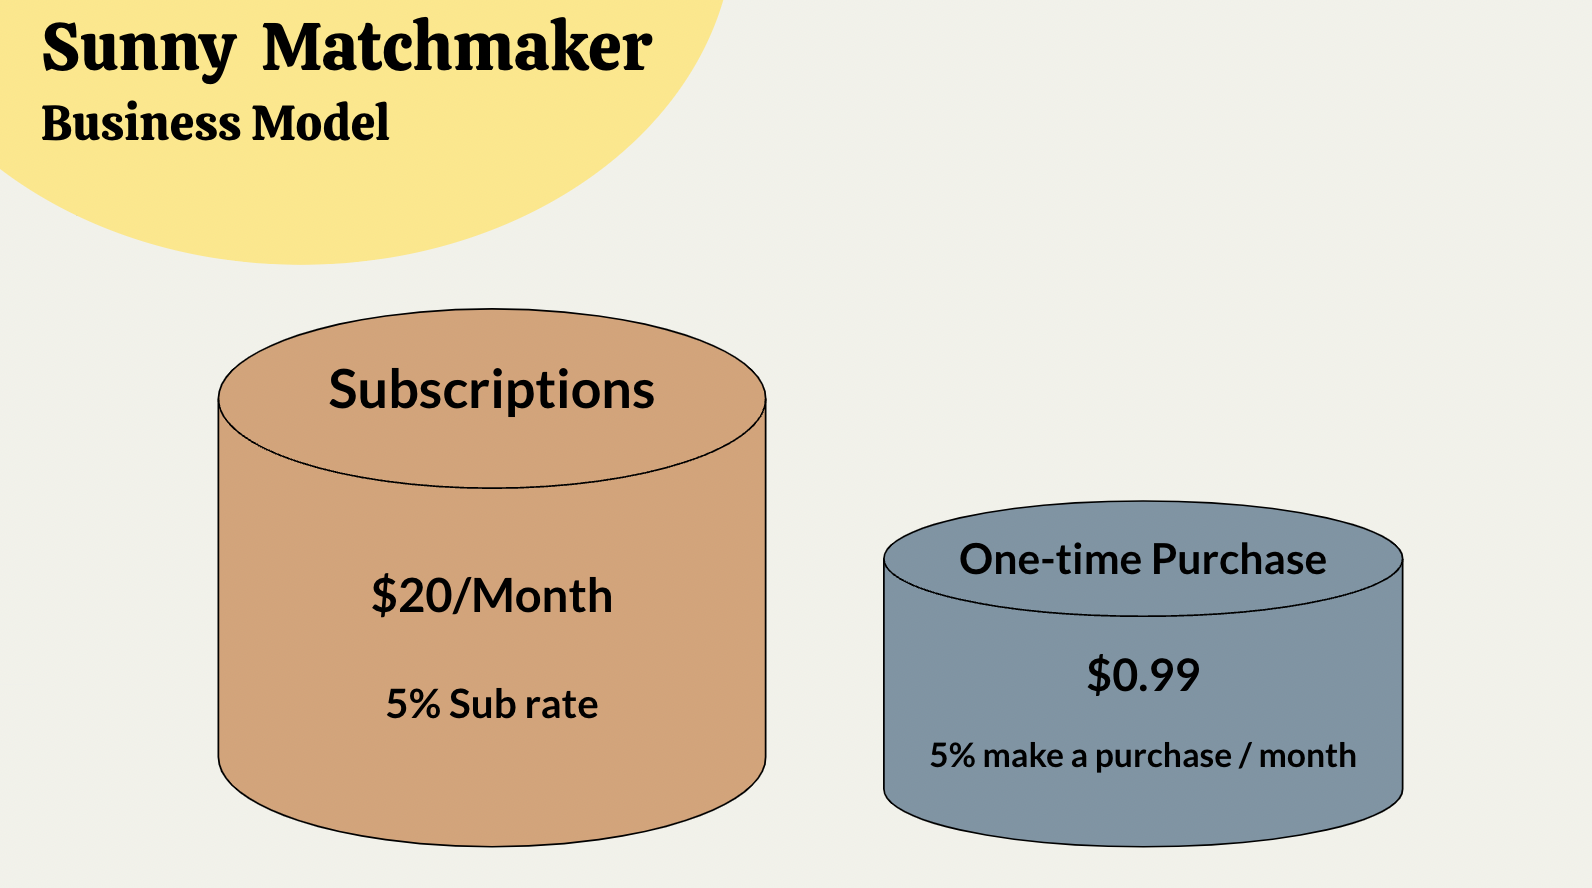 Sunny Matchmaker
Business Model
Subscriptions
$20/Month
5% Sub rate
One-time Purchase
$0.99
5% make a purchase / month